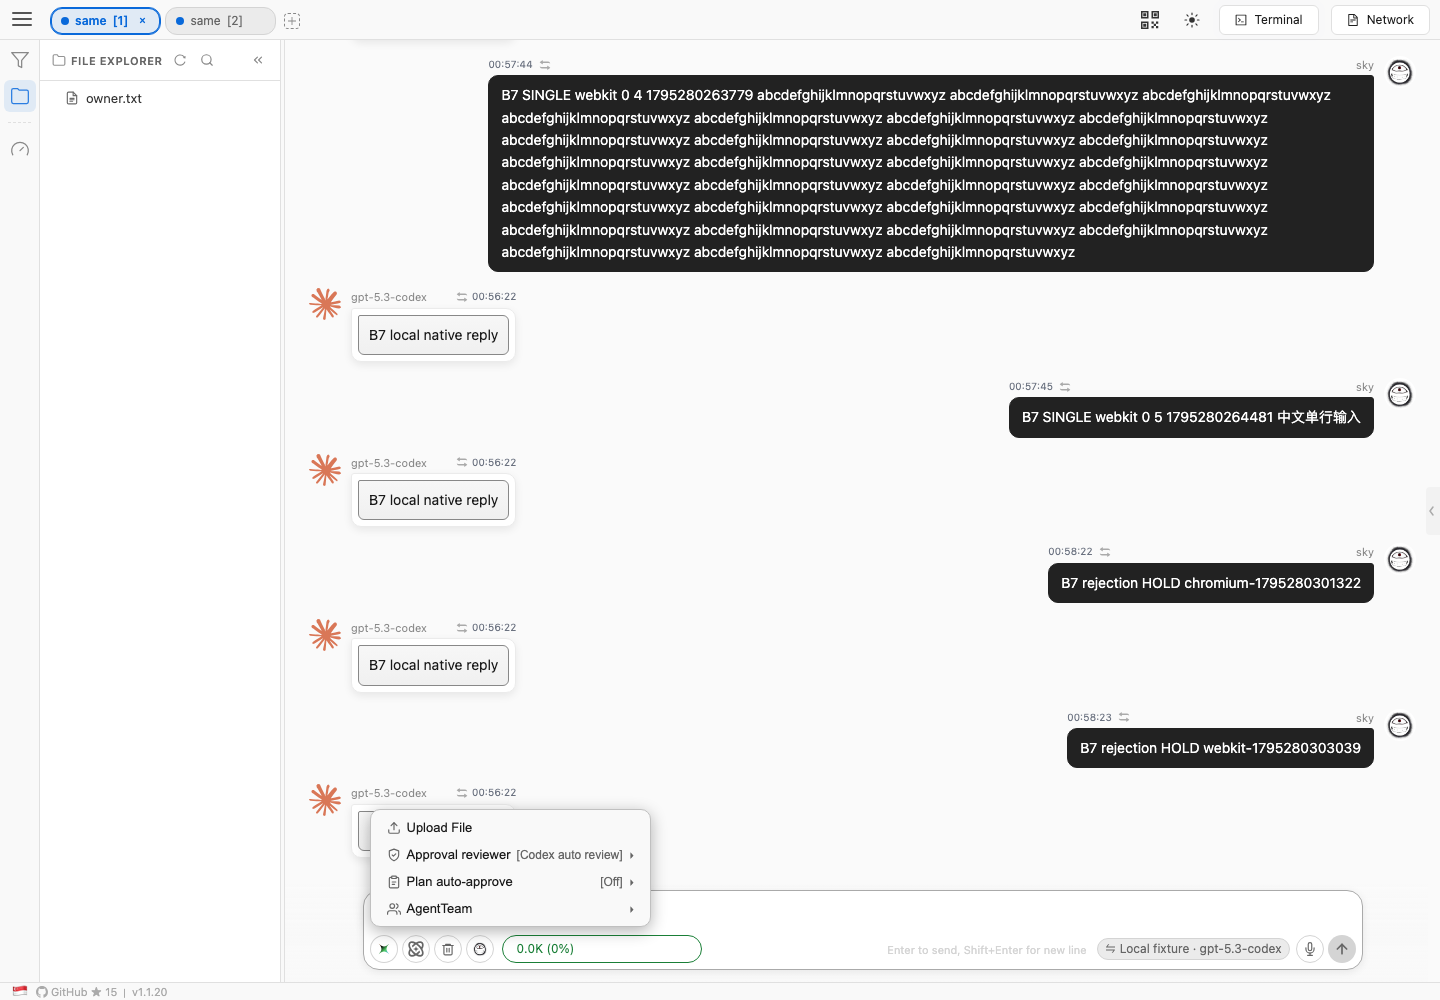 same [1] ×
same [2]
Terminal
Network
FILE EXPLORER
owner.txt
00:57:44
sky
B7 SINGLE webkit 0 4 1795280263779 abcdefghijklmnopqrstuvwxyz abcdefghijklmnopqrstuvwxyz abcdefghijklmnopqrstuvwxyz
abcdefghijklmnopqrstuvwxyz abcdefghijklmnopqrstuvwxyz abcdefghijklmnopqrstuvwxyz abcdefghijklmnopqrstuvwxyz
abcdefghijklmnopqrstuvwxyz abcdefghijklmnopqrstuvwxyz abcdefghijklmnopqrstuvwxyz abcdefghijklmnopqrstuvwxyz
abcdefghijklmnopqrstuvwxyz abcdefghijklmnopqrstuvwxyz abcdefghijklmnopqrstuvwxyz abcdefghijklmnopqrstuvwxyz
abcdefghijklmnopqrstuvwxyz abcdefghijklmnopqrstuvwxyz abcdefghijklmnopqrstuvwxyz abcdefghijklmnopqrstuvwxyz
abcdefghijklmnopqrstuvwxyz abcdefghijklmnopqrstuvwxyz abcdefghijklmnopqrstuvwxyz abcdefghijklmnopqrstuvwxyz
abcdefghijklmnopqrstuvwxyz abcdefghijklmnopqrstuvwxyz abcdefghijklmnopqrstuvwxyz abcdefghijklmnopqrstuvwxyz
abcdefghijklmnopqrstuvwxyz abcdefghijklmnopqrstuvwxyz abcdefghijklmnopqrstuvwxyz
gpt-5.3-codex 00:56:22
B7 local native reply
00:57:45
sky
B7 SINGLE webkit 0 5 1795280264481 中文单行输入
gpt-5.3-codex 00:56:22
B7 local native reply
00:58:22
sky
B7 rejection HOLD chromium-1795280301322
gpt-5.3-codex 00:56:22
B7 local native reply
00:58:23
sky
B7 rejection HOLD webkit-1795280303039
gpt-5.3-codex 00:56:22
Upload File
Approval reviewer [Codex auto review]
Plan auto-approve [Off]
AgentTeam
0.0K (0%)
Enter to send, Shift+Enter for new line
Local fixture · gpt-5.3-codex
GitHub ★ 15 | v1.1.20